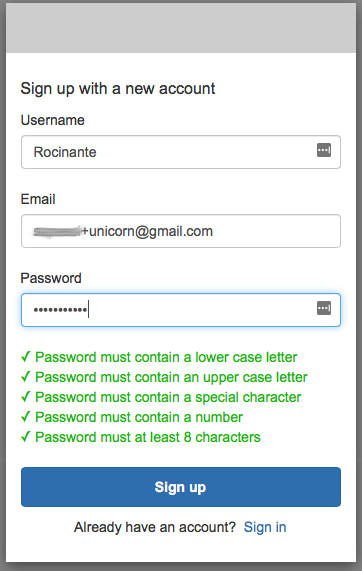 Sign up with a new account
Username
Rocinante
Email
+unicorn@gmail.com
Password
•••••••••••
✓ Password must contain a lower case letter
✓ Password must contain an upper case letter
✓ Password must contain a special character
✓ Password must contain a number
✓ Password must at least 8 characters
Sign up
Already have an account? Sign in